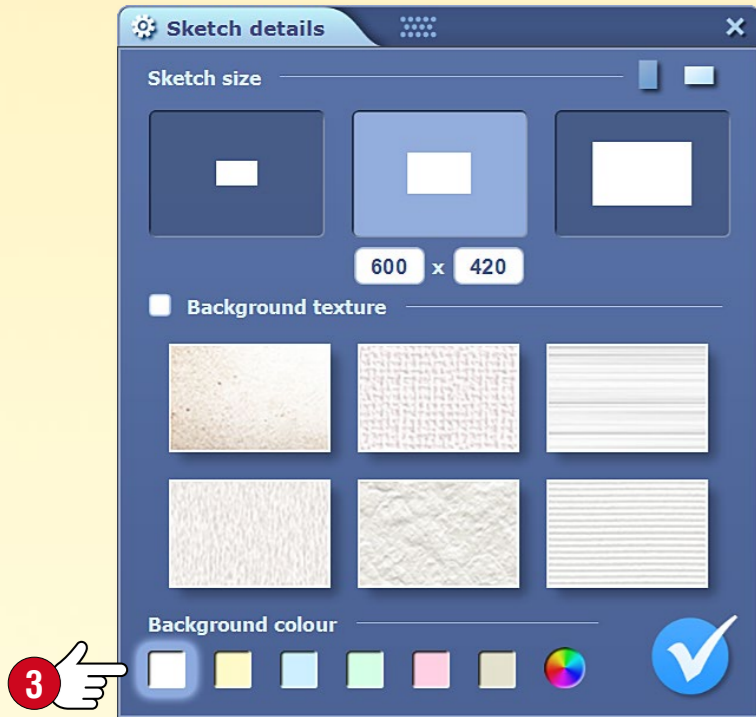 Sketch details
Sketch size
600 x 420
Background texture
Background colour
3